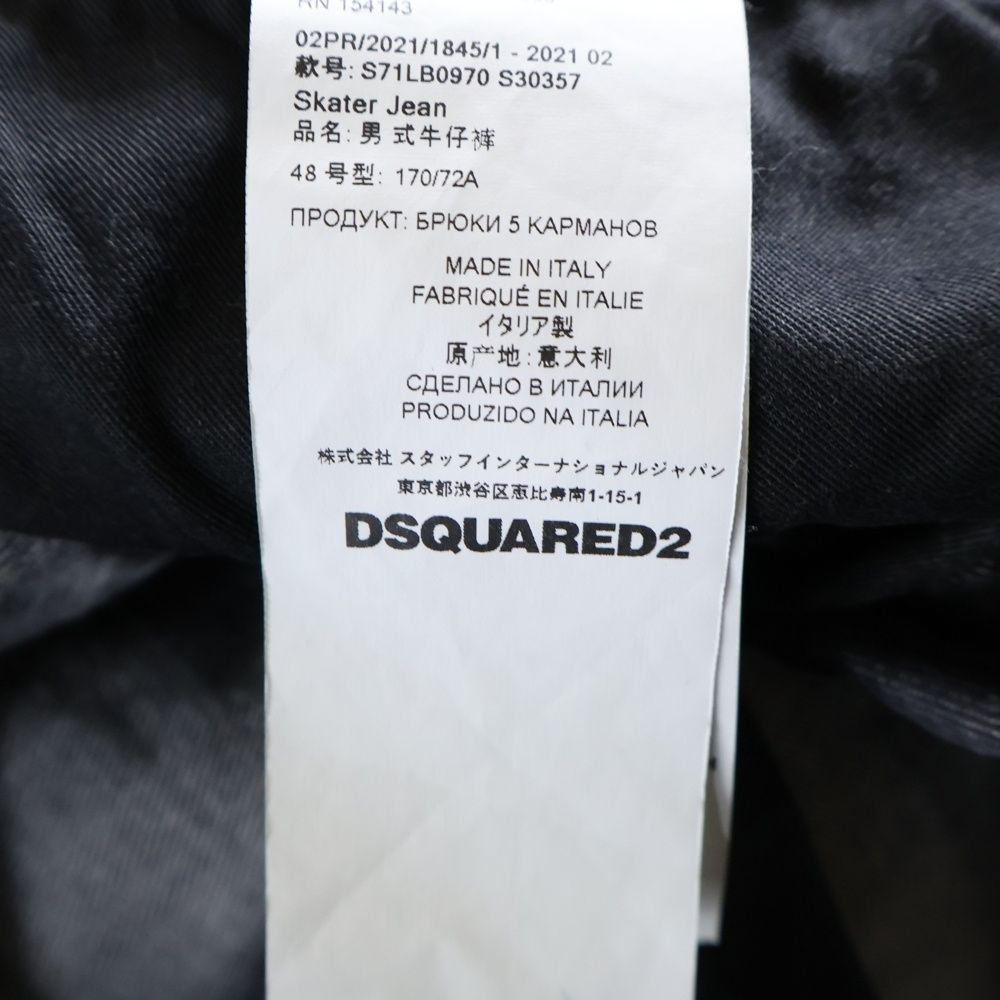 RN 154143
02PR/2021/1845/1 - 2021 02
款号: S71LB0970 S30357
Skater Jean
品名: 男 式牛仔裤
48 号型: 170/72A
ПРОДУКТ: БРЮКИ 5 КАРМАНОВ
MADE IN ITALY
FABRIQUÉ EN ITALIE
イタリア製
原产地: 意大利
СДЕЛАНО В ИТАЛИИ
PRODUZIDO NA ITALIA
株式会社 スタッフインターナショナルジャパン
東京都渋谷区恵比寿南1-15-1
DSQUARED2